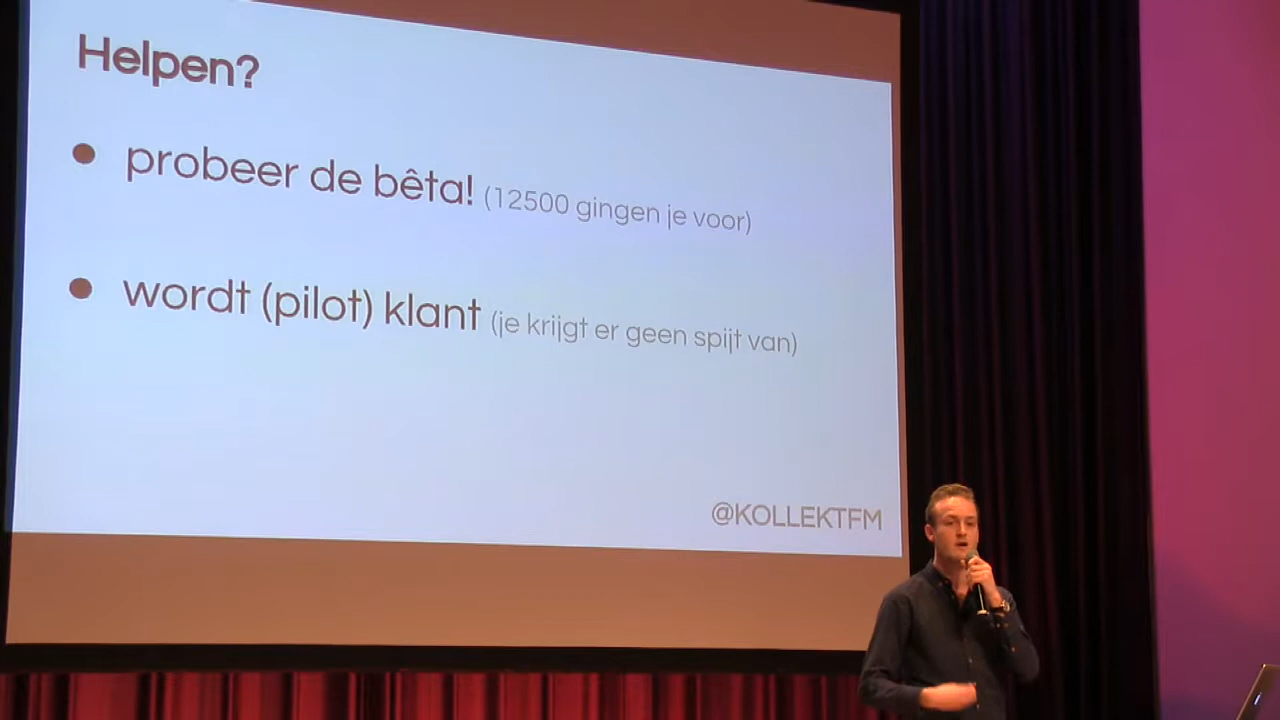 Helpen?
probeer de bêta! (12500 gingen je voor)
wordt (pilot) klant (je krijgt er geen spijt van)
@KOLLEKTFM